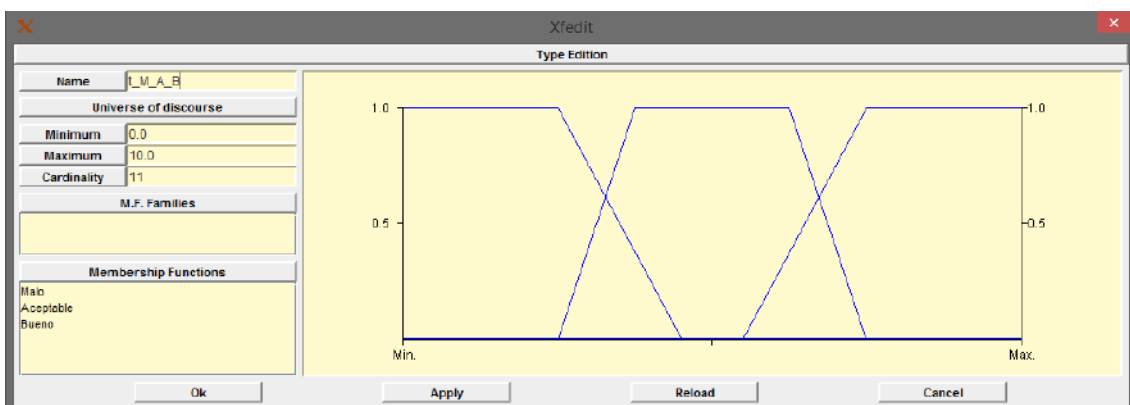 Xfedit
Type Edition
Name t_M_A_B
Universe of discourse
Minimum 0.0
Maximum 10.0
Cardinality 11
M.F. Families
Membership Functions
Malo
Aceptable
Bueno
1.0 1.0
0.5 0.5
Min. Max.
Ok Apply Reload Cancel